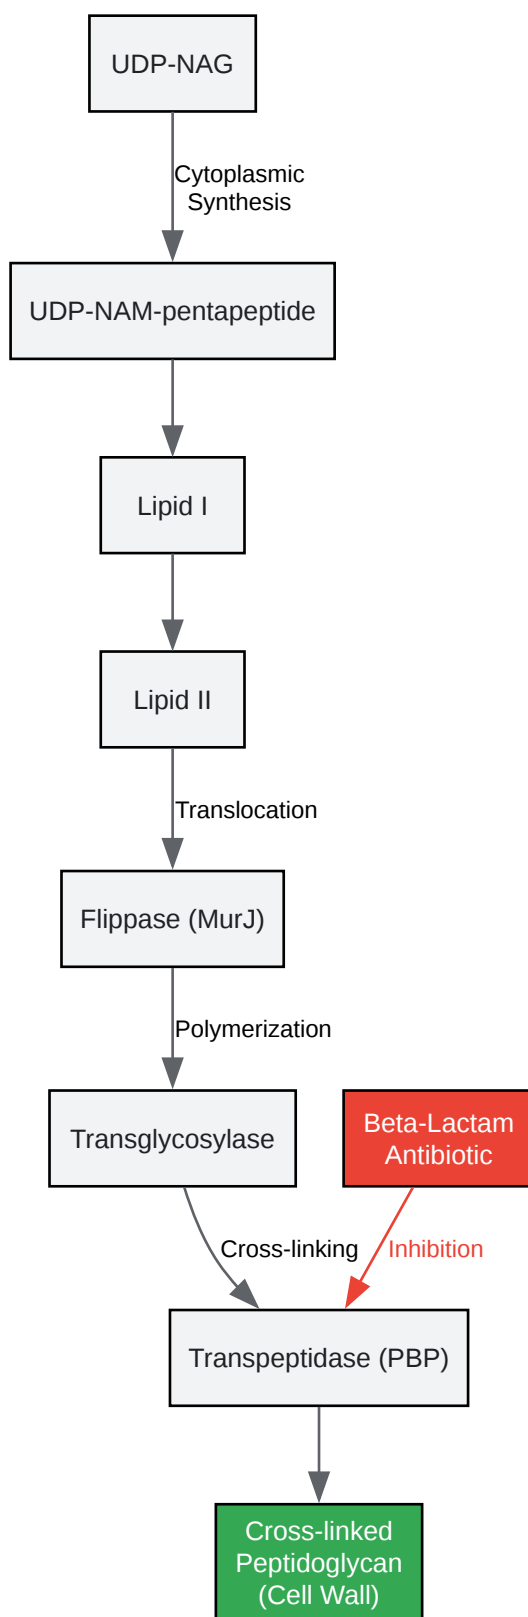 UDP-NAG
Cytoplasmic
Synthesis
UDP-NAM-pentapeptide
Lipid I
Lipid II
Translocation
Flippase (MurJ)
Polymerization
Transglycosylase
Beta-Lactam
Antibiotic
Cross-linking
Inhibition
Transpeptidase (PBP)
Cross-linked
Peptidoglycan
(Cell Wall)